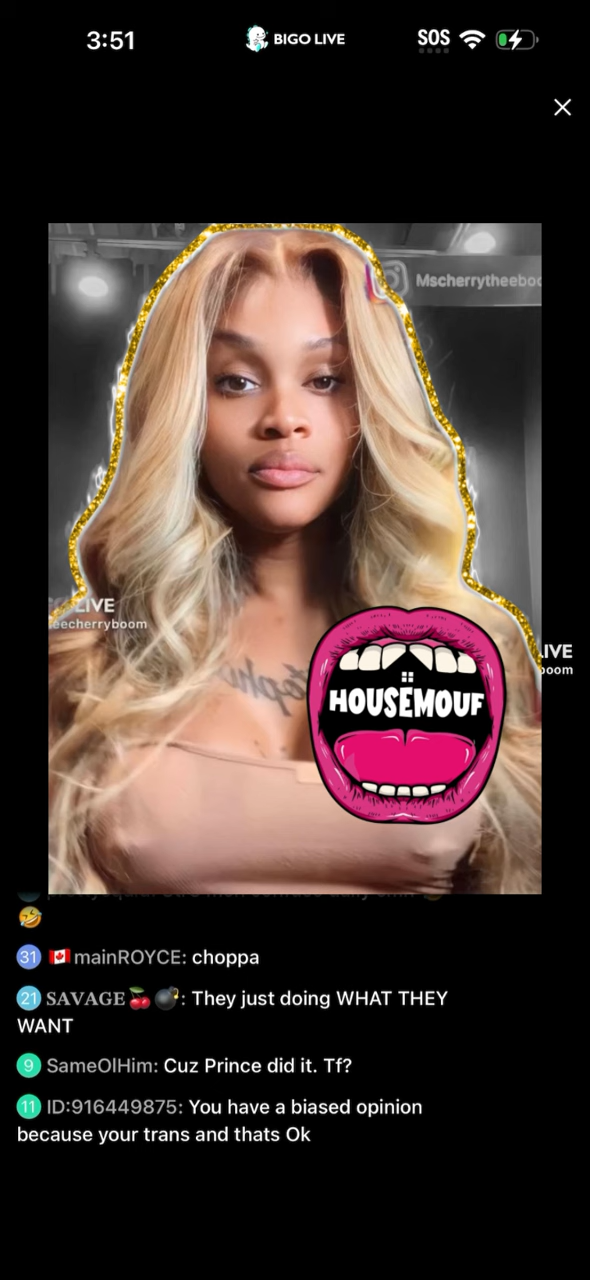 3:51
BIGO LIVE
SOS
Mscherrytheeboo
LIVE
eecherryboom
LIVE
boom
HOUSEMOUF
31 mainROYCE: choppa
21 SAVAGE🍒💣: They just doing WHAT THEY
WANT
9 SameOlHim: Cuz Prince did it. Tf?
11 ID:916449875: You have a biased opinion
because your trans and thats Ok